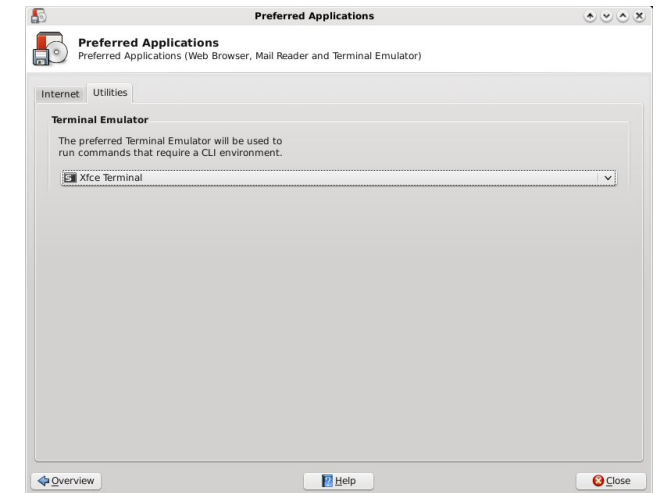 Preferred Applications
Preferred Applications
Preferred Applications (Web Browser, Mail Reader and Terminal Emulator)
Internet Utilities
Terminal Emulator
The preferred Terminal Emulator will be used to
run commands that require a CLI environment.
Xfce Terminal
Overview Help Close